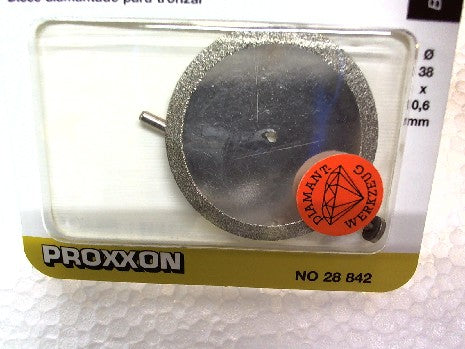 Disco diamantado para tronzar
B
Ø
38
x
0,6
mm
DIAMANT
WERKZEUG
PROXXON
NO 28 842